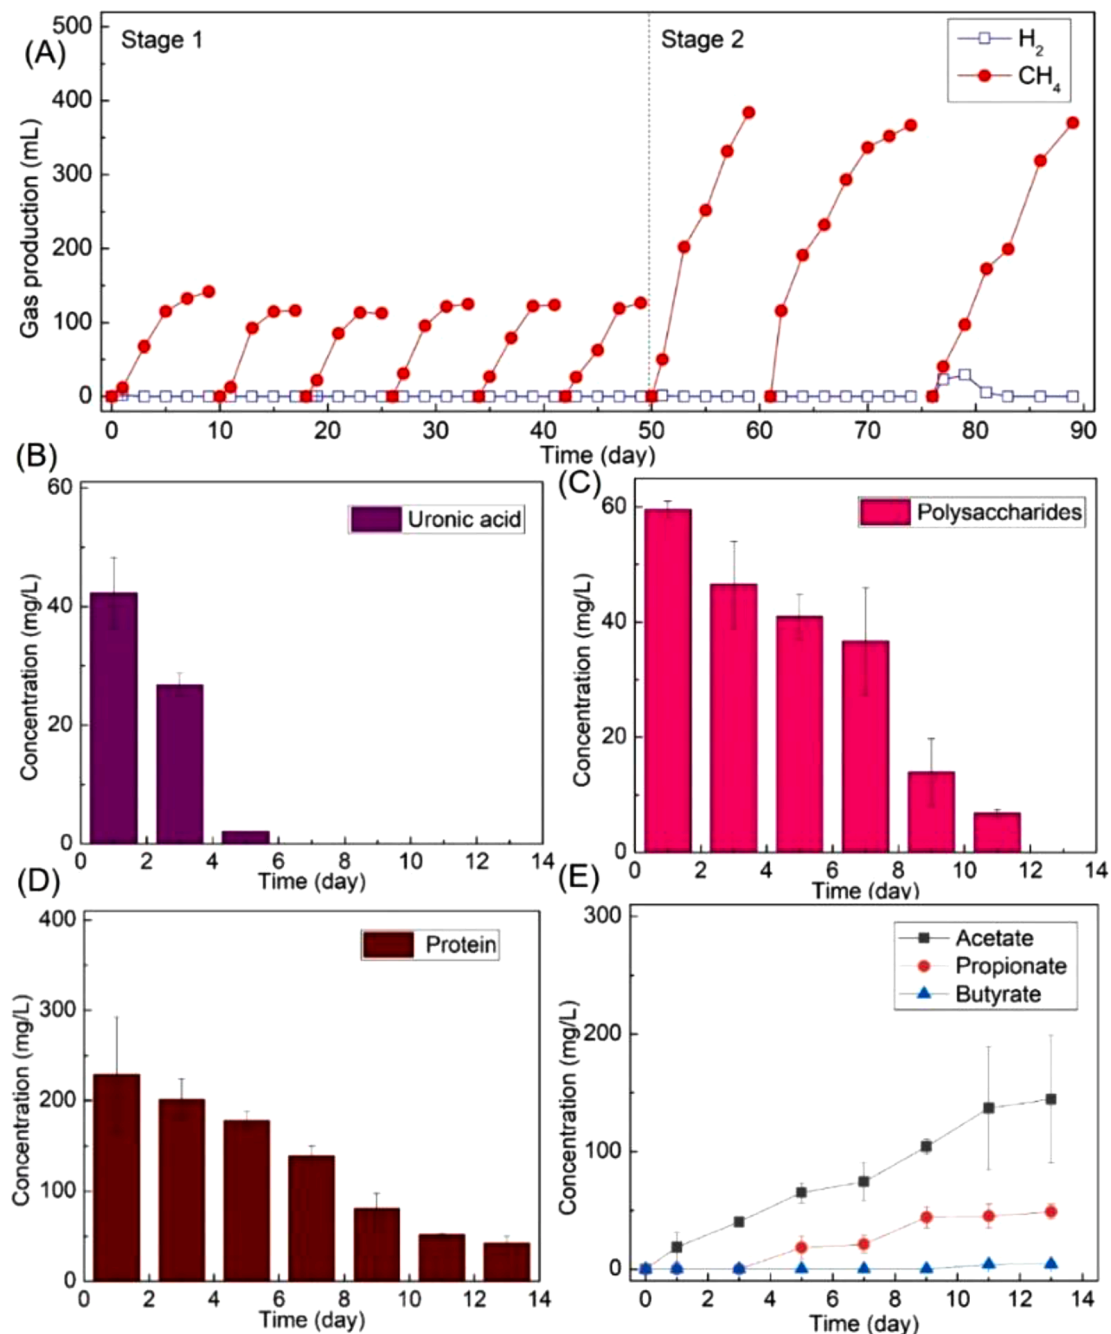 (A)
Stage 1
Stage 2
H2
CH4
Gas production (mL)
500
400
300
200
100
0
0 10 20 30 40 50 60 70 80 90
Time (day)
(B)
Uronic acid
Concentration (mg/L)
60
40
20
0
0 2 4 6 8 10 12 14
Time (day)
(C)
Polysaccharides
Concentration (mg/L)
60
40
20
0
0 2 4 6 8 10 12 14
Time (day)
(D)
Protein
Concentration (mg/L)
400
300
200
100
0
0 2 4 6 8 10 12 14
Time (day)
(E)
Acetate
Propionate
Butyrate
Concentration (mg/L)
300
200
100
0
0 2 4 6 8 10 12 14
Time (day)